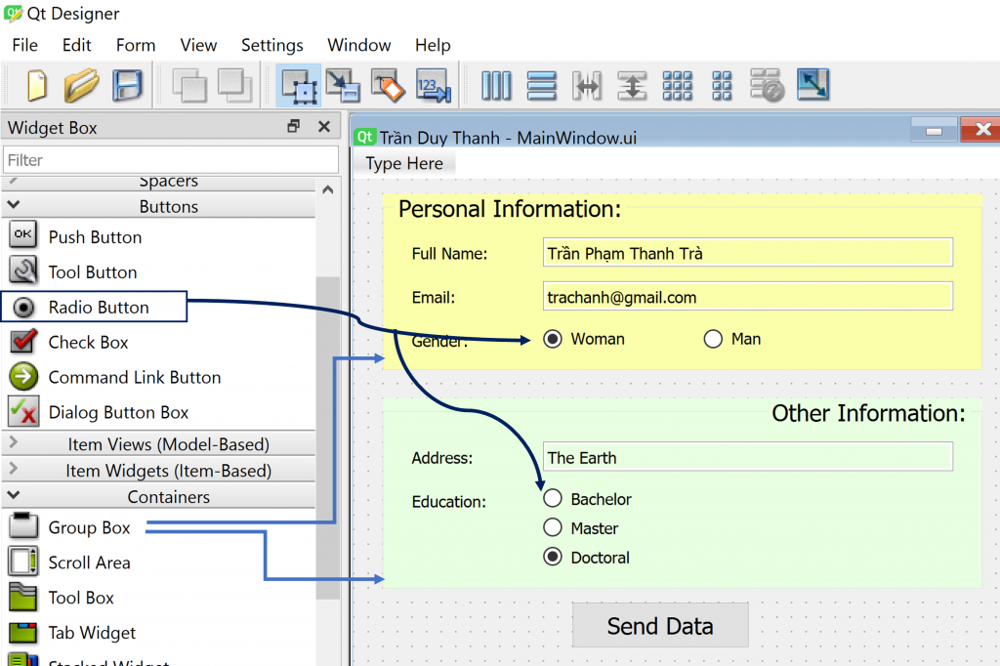 Qt Designer
File Edit Form View Settings Window Help
123
Widget Box
Filter
Spacers
Buttons
OK Push Button
Tool Button
Radio Button
Check Box
Command Link Button
Dialog Button Box
Item Views (Model-Based)
Item Widgets (Item-Based)
Containers
Group Box
Scroll Area
Tool Box
Tab Widget
Stacked Widget
Qt Trần Duy Thanh - MainWindow.ui
Type Here
Personal Information:
Full Name: Trần Phạm Thanh Trà
Email: trachanh@gmail.com
Gender: Woman Man
Other Information:
Address: The Earth
Education: Bachelor
Master
Doctoral
Send Data